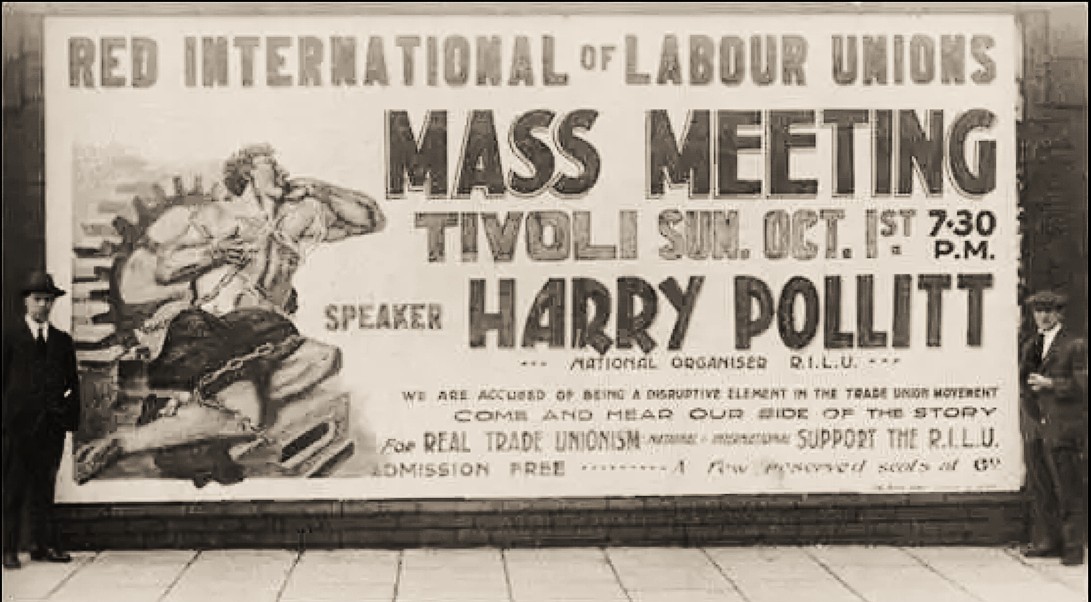 RED INTERNATIONAL OF LABOUR UNIONS
MASS MEETING
TIVOLI SUN. OCT. 1ST 7·30 P.M.
SPEAKER HARRY POLLITT
--- NATIONAL ORGANISER R.I.L.U. ---
WE ARE ACCUSED OF BEING A DISRUPTIVE ELEMENT IN THE TRADE UNION MOVEMENT
COME AND HEAR OUR SIDE OF THE STORY
For REAL TRADE UNIONISM NATIONAL & INTERNATIONAL SUPPORT THE R.I.L.U.
ADMISSION FREE --------- A Few Reserved seats at 6D